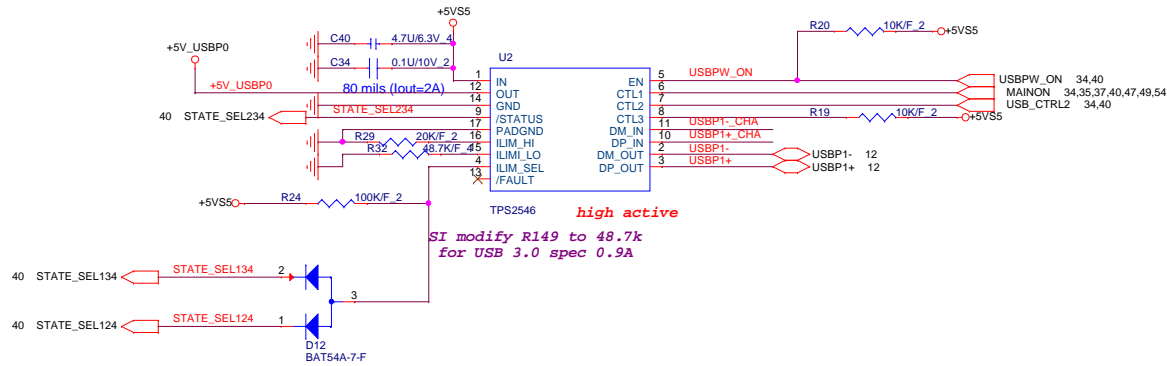 +5VS5
R20 10K/F_2 +5VS5
C40 4.7U/6.3V_4
+5V_USBP0
C34 0.1U/10V_2
U2
+5V_USBP0
80 mils (Iout=2A)
1 IN EN 5 USBPW_ON USBPW_ON 34,40
12 OUT CTL1 6 MAINON 34,35,37,40,47,49,54
14 GND CTL2 7 USB_CTRL2 34,40
40 STATE_SEL234 STATE_SEL234 9 /STATUS CTL3 8 R19 10K/F_2 +5VS5
17 PADGND DM_IN 11 USBP1-_CHA
R29 20K/F_2 16 ILIM_HI DP_IN 10 USBP1+_CHA
R32 48.7K/F_4 15 ILIMI_LO DM_OUT 2 USBP1- USBP1- 12
4 ILIM_SEL DP_OUT 3 USBP1+ USBP1+ 12
13 /FAULT
+5VS5 R24 100K/F_2
TPS2546 high active
SI modify R149 to 48.7k
for USB 3.0 spec 0.9A
40 STATE_SEL134 STATE_SEL134 2
3
40 STATE_SEL124 STATE_SEL124 1
D12
BAT54A-7-F